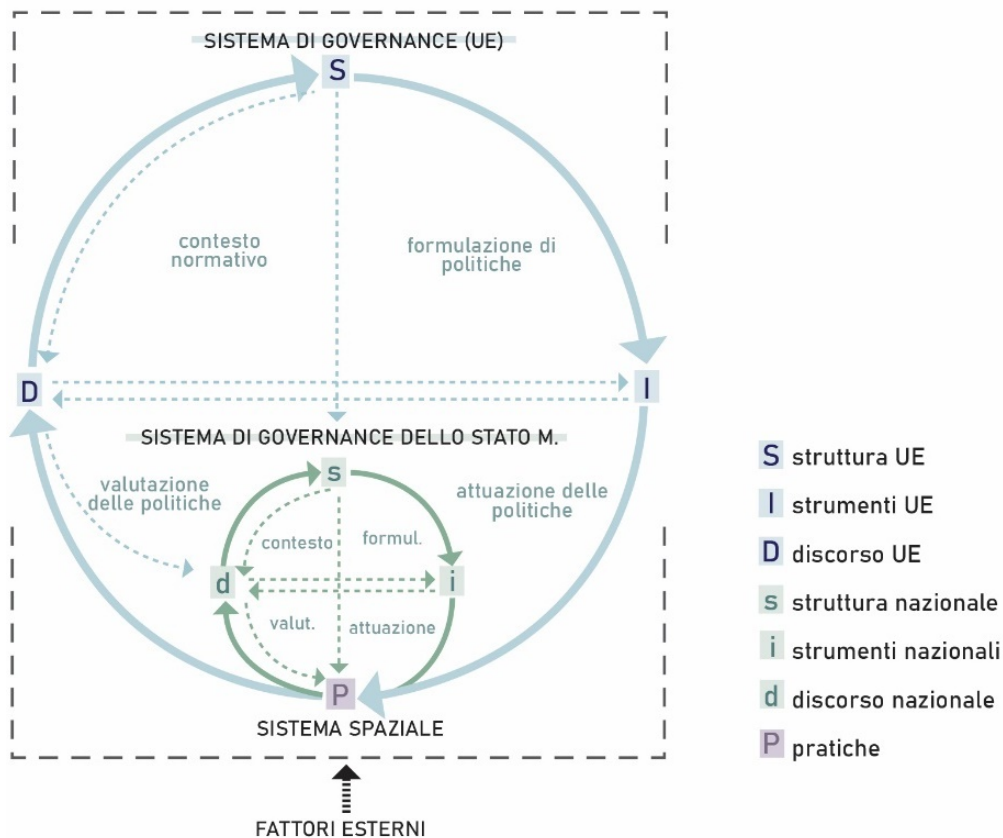 SISTEMA DI GOVERNANCE (UE)
S
contesto
normativo
formulazione di
politiche
D
I
SISTEMA DI GOVERNANCE DELLO STATO M.
s
valutazione
delle politiche
attuazione delle
politiche
contesto
formul.
d
i
valut.
attuazione
P
SISTEMA SPAZIALE
FATTORI ESTERNI
S struttura UE
I strumenti UE
D discorso UE
s struttura nazionale
i strumenti nazionali
d discorso nazionale
P pratiche